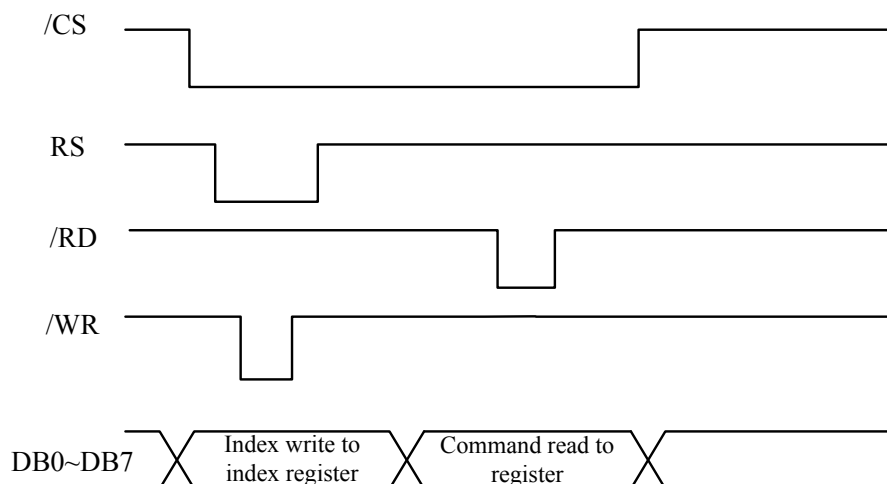 /CS
RS
/RD
/WR
DB0~DB7
Index write to
index register
Command read to
register